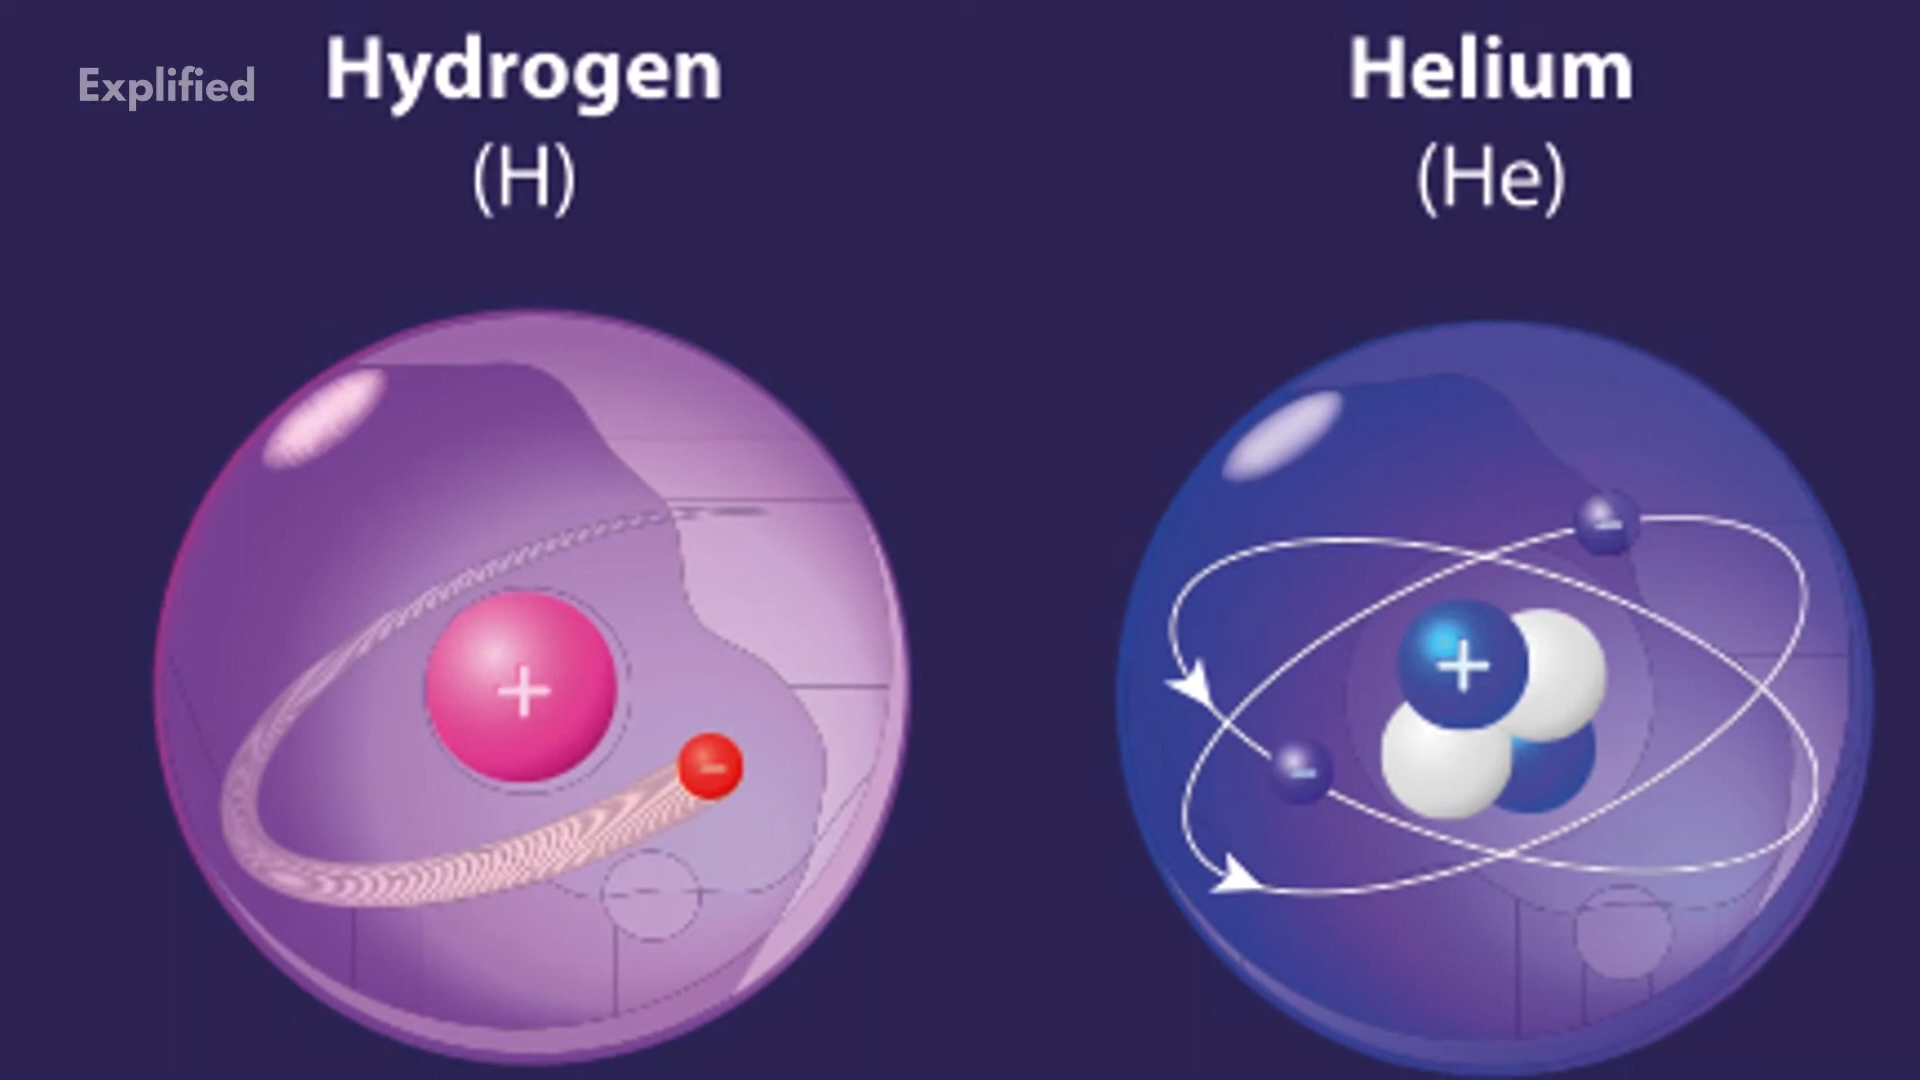 Explified
Hydrogen
(H)
Helium
(He)
+
-
+
-
-